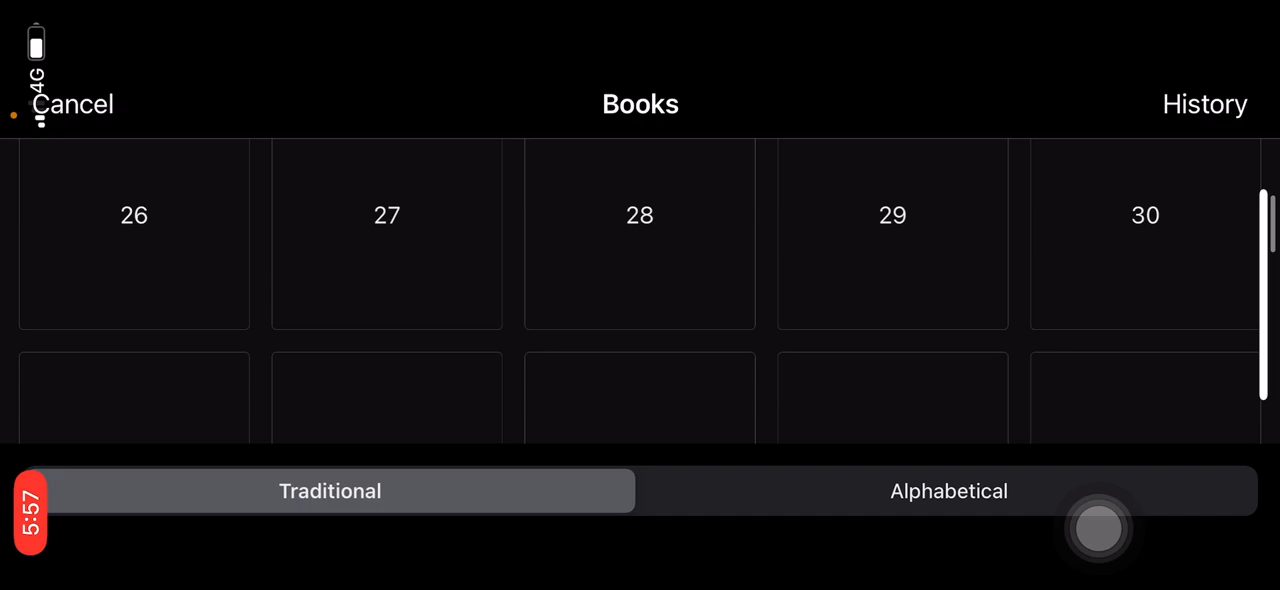 4G
Cancel
Books
History
26
27
28
29
30
Traditional
Alphabetical
5:57